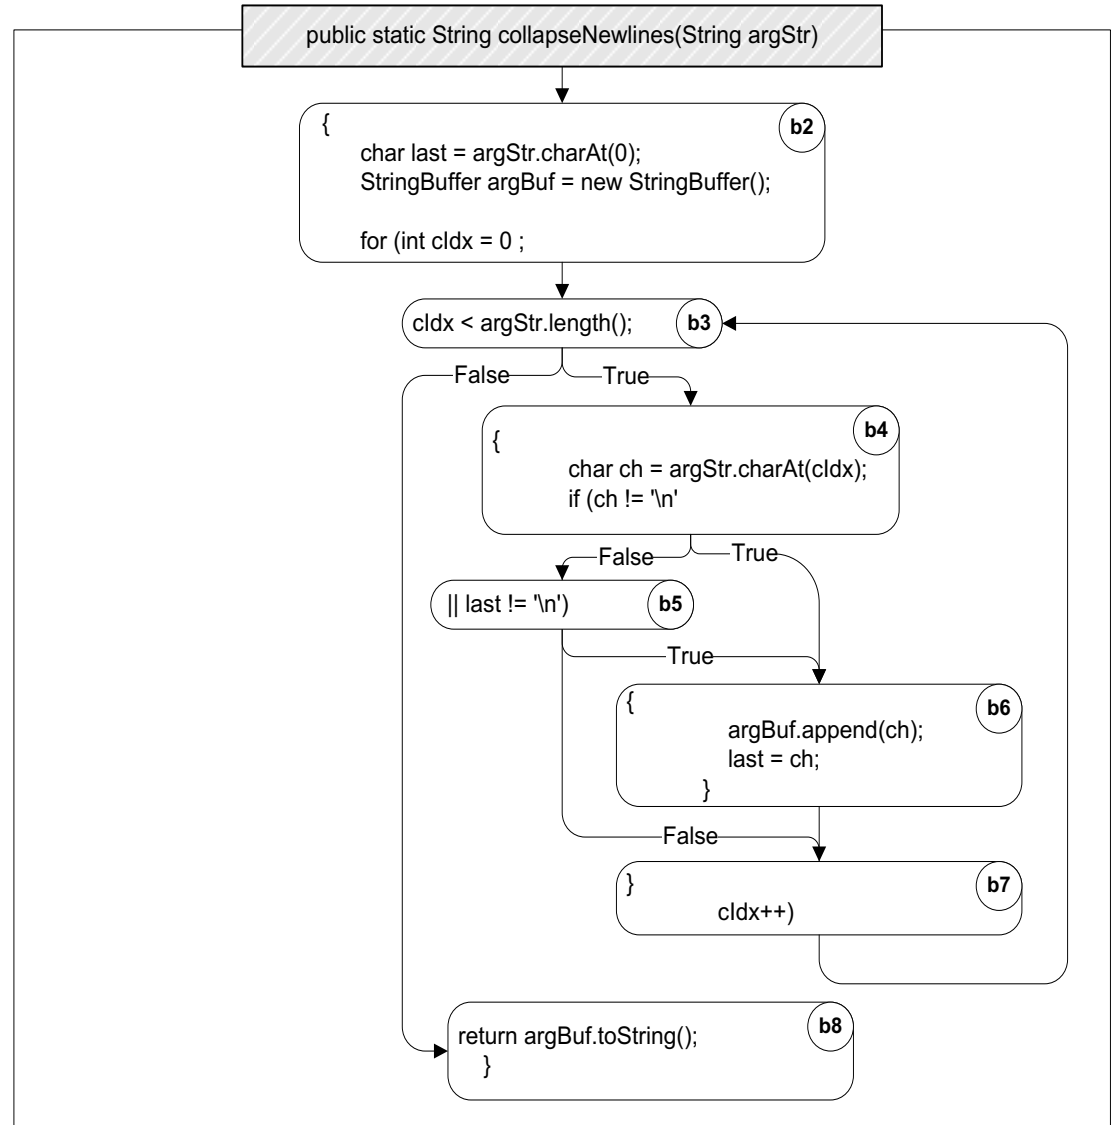 public static String collapseNewlines(String argStr)
{
b2
char last = argStr.charAt(0);
StringBuffer argBuf = new StringBuffer();
for (int cIdx = 0 ;
cIdx < argStr.length();
b3
False
True
{
b4
char ch = argStr.charAt(cIdx);
if (ch != '\n'
False
True
|| last != '\n')
b5
True
{
b6
argBuf.append(ch);
last = ch;
}
False
}
b7
cIdx++)
return argBuf.toString();
b8
}